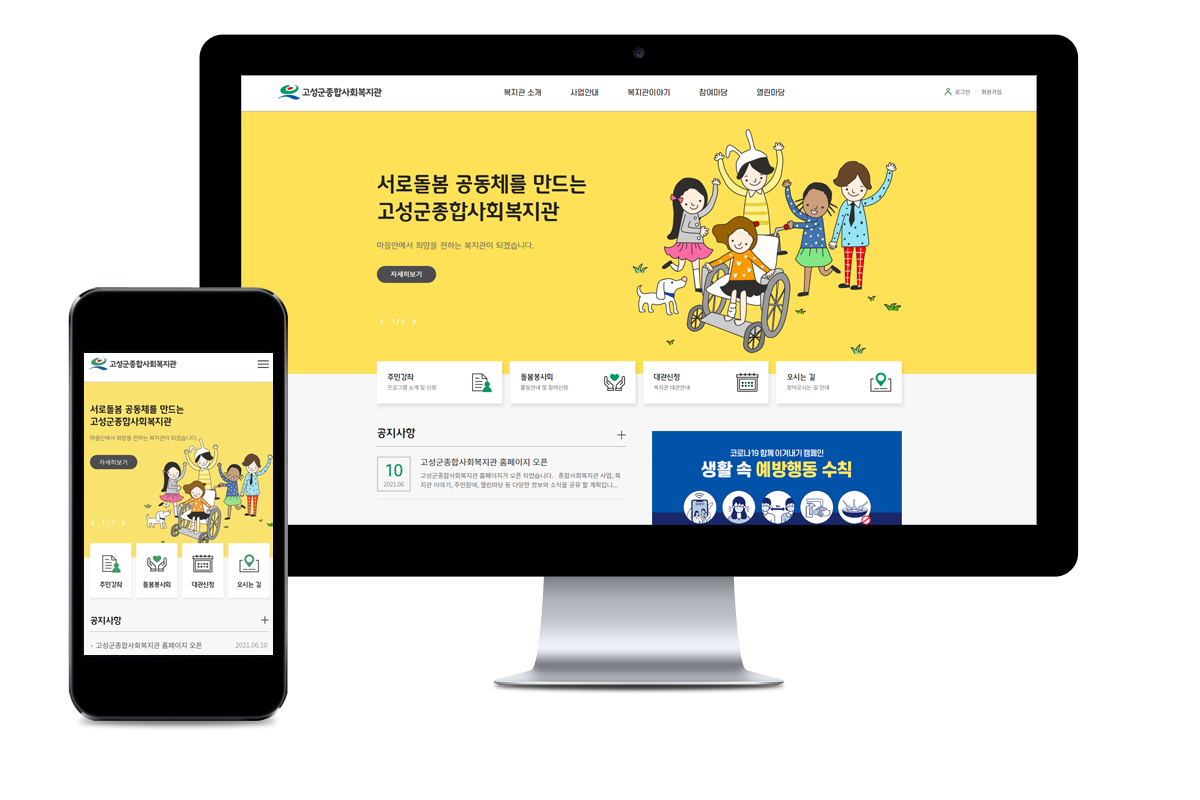 고성군종합사회복지관
복지관 소개
사업안내
복지관이야기
참여마당
열린마당
로그인
회원가입
서로돌봄 공동체를 만드는
고성군종합사회복지관
마을안에서 희망을 전하는 복지관이 되겠습니다.
자세히보기
1 / 2
주민강좌
프로그램 소개 및 신청
돌봄봉사회
활동안내 및 참여신청
대관신청
복지관 대관안내
오시는 길
찾아오시는 길 안내
공지사항
10
2021.06
고성군종합사회복지관 홈페이지 오픈
고성군종합사회복지관 홈페이지가 오픈 되었습니다. 종합사회복지관 사업, 복
지관 이야기, 주민참여, 열린마당 등 다양한 정보와 소식을 공유 할 계획입니...
코로나19 함께 이겨내기 캠페인
생활 속 예방행동 수칙
고성군종합사회복지관
서로돌봄 공동체를 만드는
고성군종합사회복지관
마을안에서 희망을 전하는 복지관이 되겠습니다.
자세히보기
1 / 2
주민강좌
돌봄봉사회
대관신청
오시는 길
공지사항
고성군종합사회복지관 홈페이지 오픈
2021.06.10